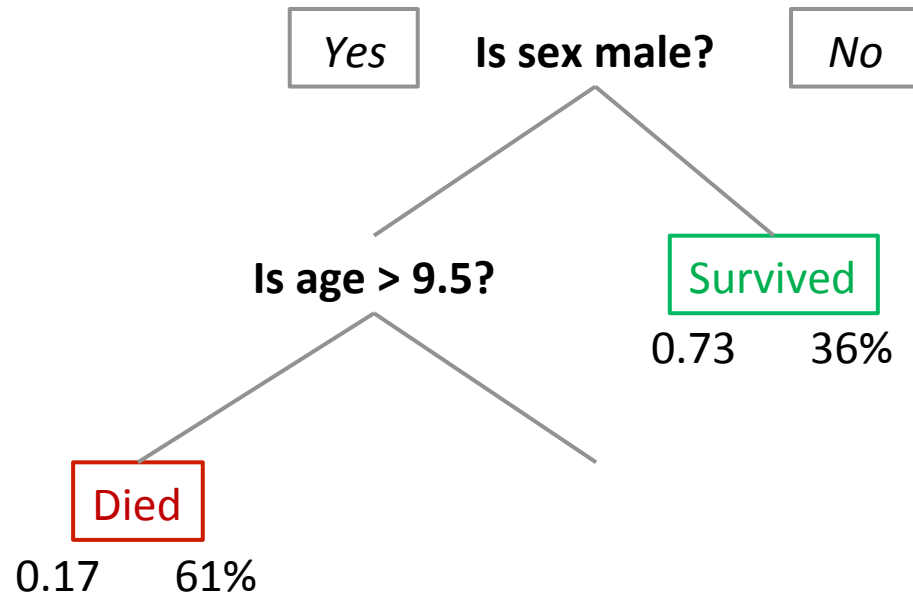 Yes Is sex male? No
Is age > 9.5?
Survived
0.73 36%
Died
0.17 61%